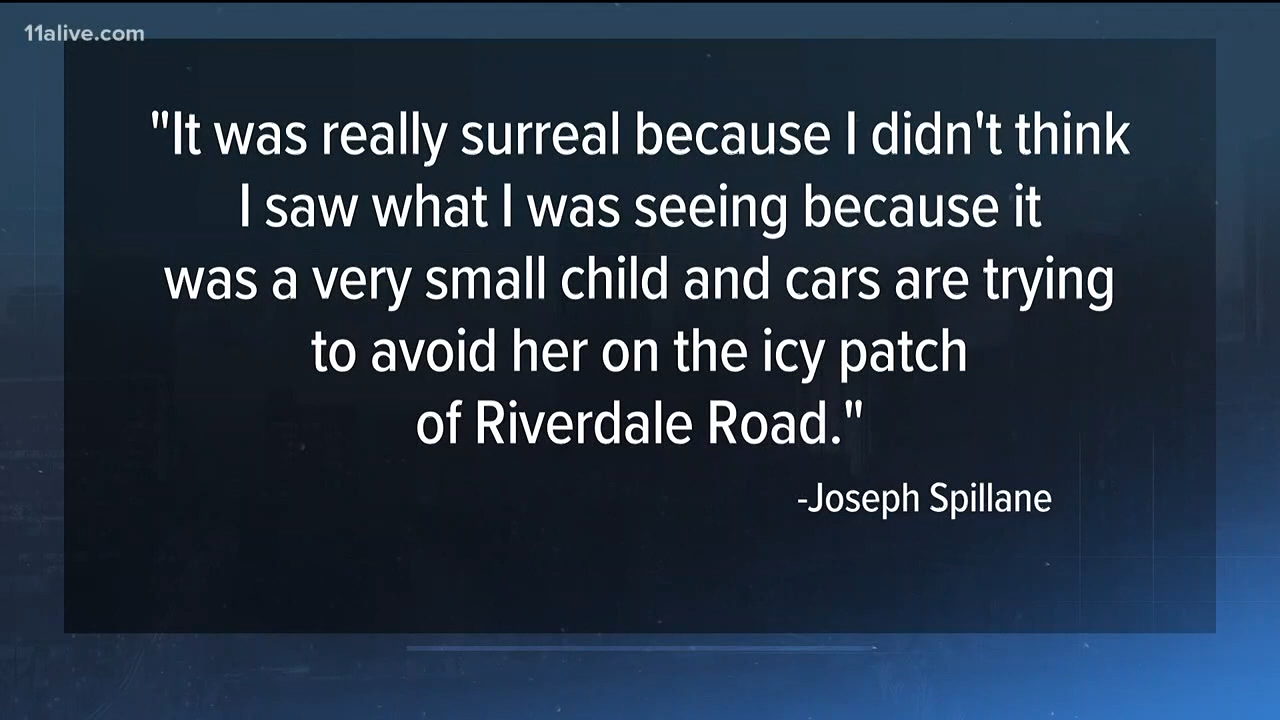 11alive.com
"It was really surreal because I didn't think
I saw what I was seeing because it
was a very small child and cars are trying
to avoid her on the icy patch
of Riverdale Road."
-Joseph Spillane